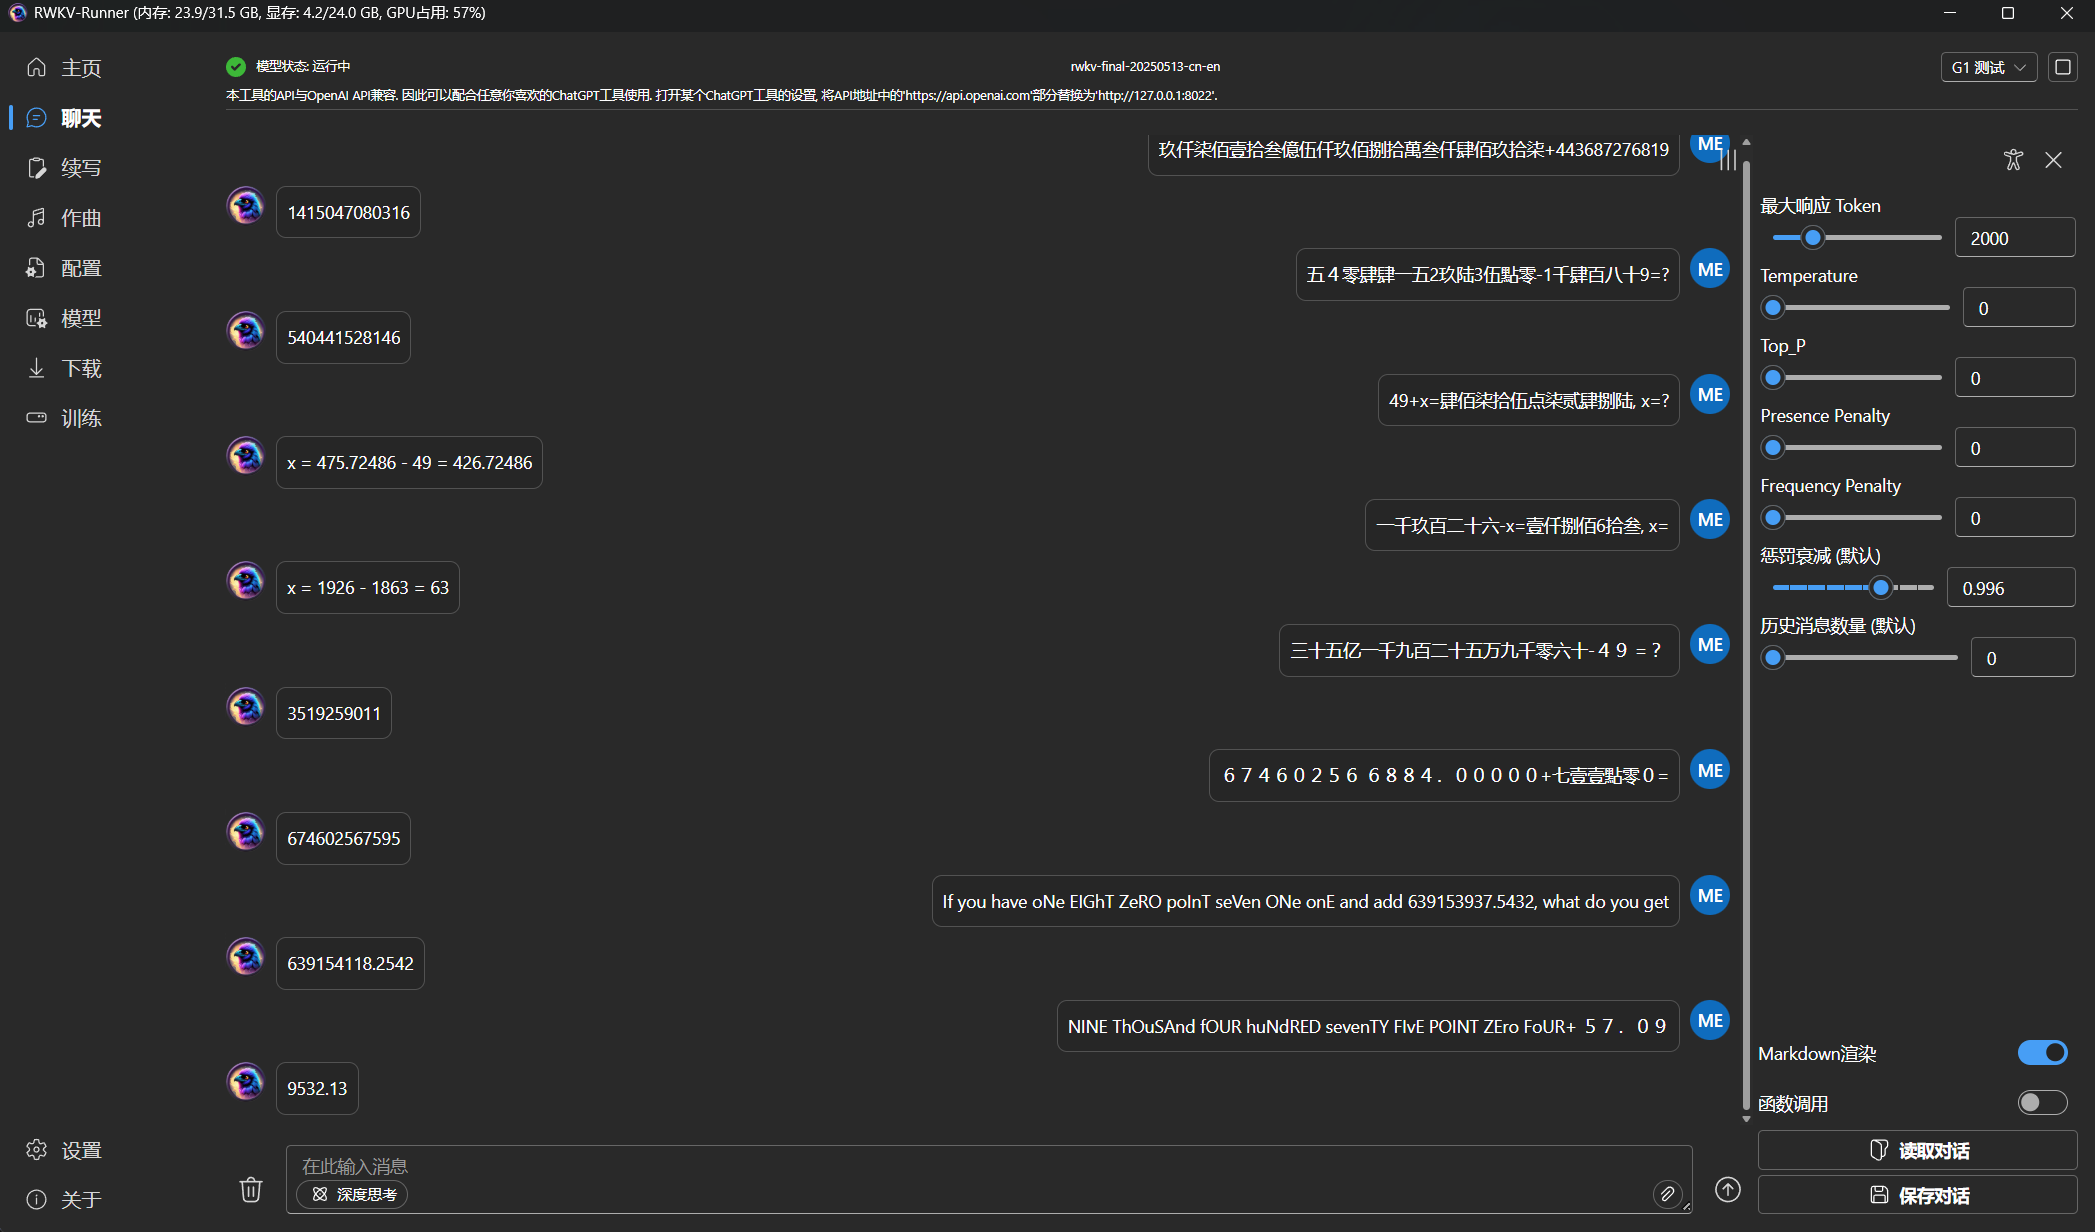 RWKV-Runner (内存: 23.9/31.5 GB, 显存: 4.2/24.0 GB, GPU占用: 57%)
主页
聊天
续写
作曲
配置
模型
下载
训练
设置
关于
模型状态: 运行中
rwkv-final-20250513-cn-en
G1 测试
本工具的API与OpenAI API兼容. 因此可以配合任意你喜欢的ChatGPT工具使用. 打开某个ChatGPT工具的设置, 将API地址中的'https://api.openai.com'部分替换为'http://127.0.0.1:8022'.
玖仟柒佰壹拾叁億伍仟玖佰捌拾萬叁仟肆佰玖拾柒+443687276819
ME
1415047080316
五４零肆肆一五2玖陆3伍點零-1千肆百八十9=?
ME
540441528146
49+x=肆佰柒拾伍点柒贰肆捌陆, x=?
ME
x = 475.72486 - 49 = 426.72486
一千玖百二十六-x=壹仟捌佰6拾叁, x=
ME
x = 1926 - 1863 = 63
三十五亿一千九百二十五万九千零六十-４９ = ?
ME
3519259011
６７４６０２５６６８８４．０００００+七壹壹點零０=
ME
674602567595
If you have oNe EIGhT ZeRO poInT seVen ONe onE and add 639153937.5432, what do you get
ME
639154118.2542
NINE ThOuSAnd fOUR huNdRED sevenTY FIvE POINT ZEro FoUR+ ５７．０９
ME
9532.13
在此输入消息
深度思考
最大响应 Token
2000
Temperature
0
Top_P
0
Presence Penalty
0
Frequency Penalty
0
惩罚衰减 (默认)
0.996
历史消息数量 (默认)
0
Markdown渲染
函数调用
读取对话
保存对话